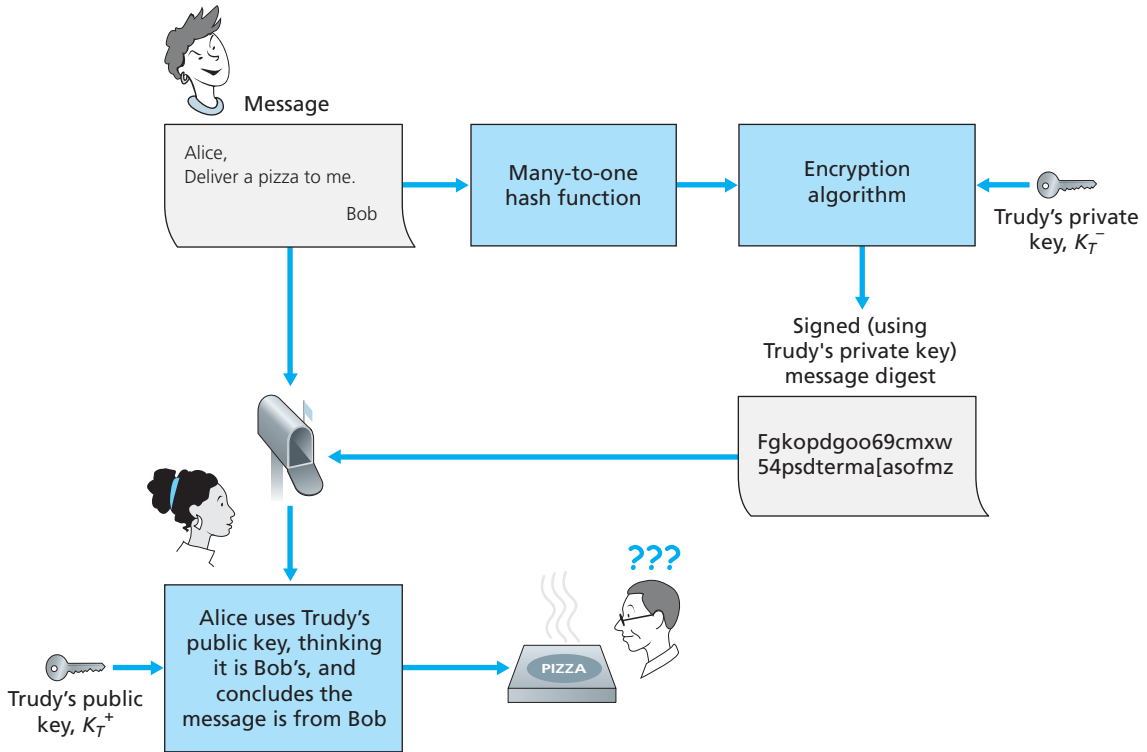 Message
Alice,
Deliver a pizza to me.
Bob
Many-to-one
hash function
Encryption
algorithm
Trudy’s private
key, K_T^−
Signed (using
Trudy's private key)
message digest
Fgkopdgoo69cmxw
54psdterma[asofmz
???
Alice uses Trudy’s
public key, thinking
it is Bob’s, and
concludes the
message is from Bob
PIZZA
Trudy’s public
key, K_T^+